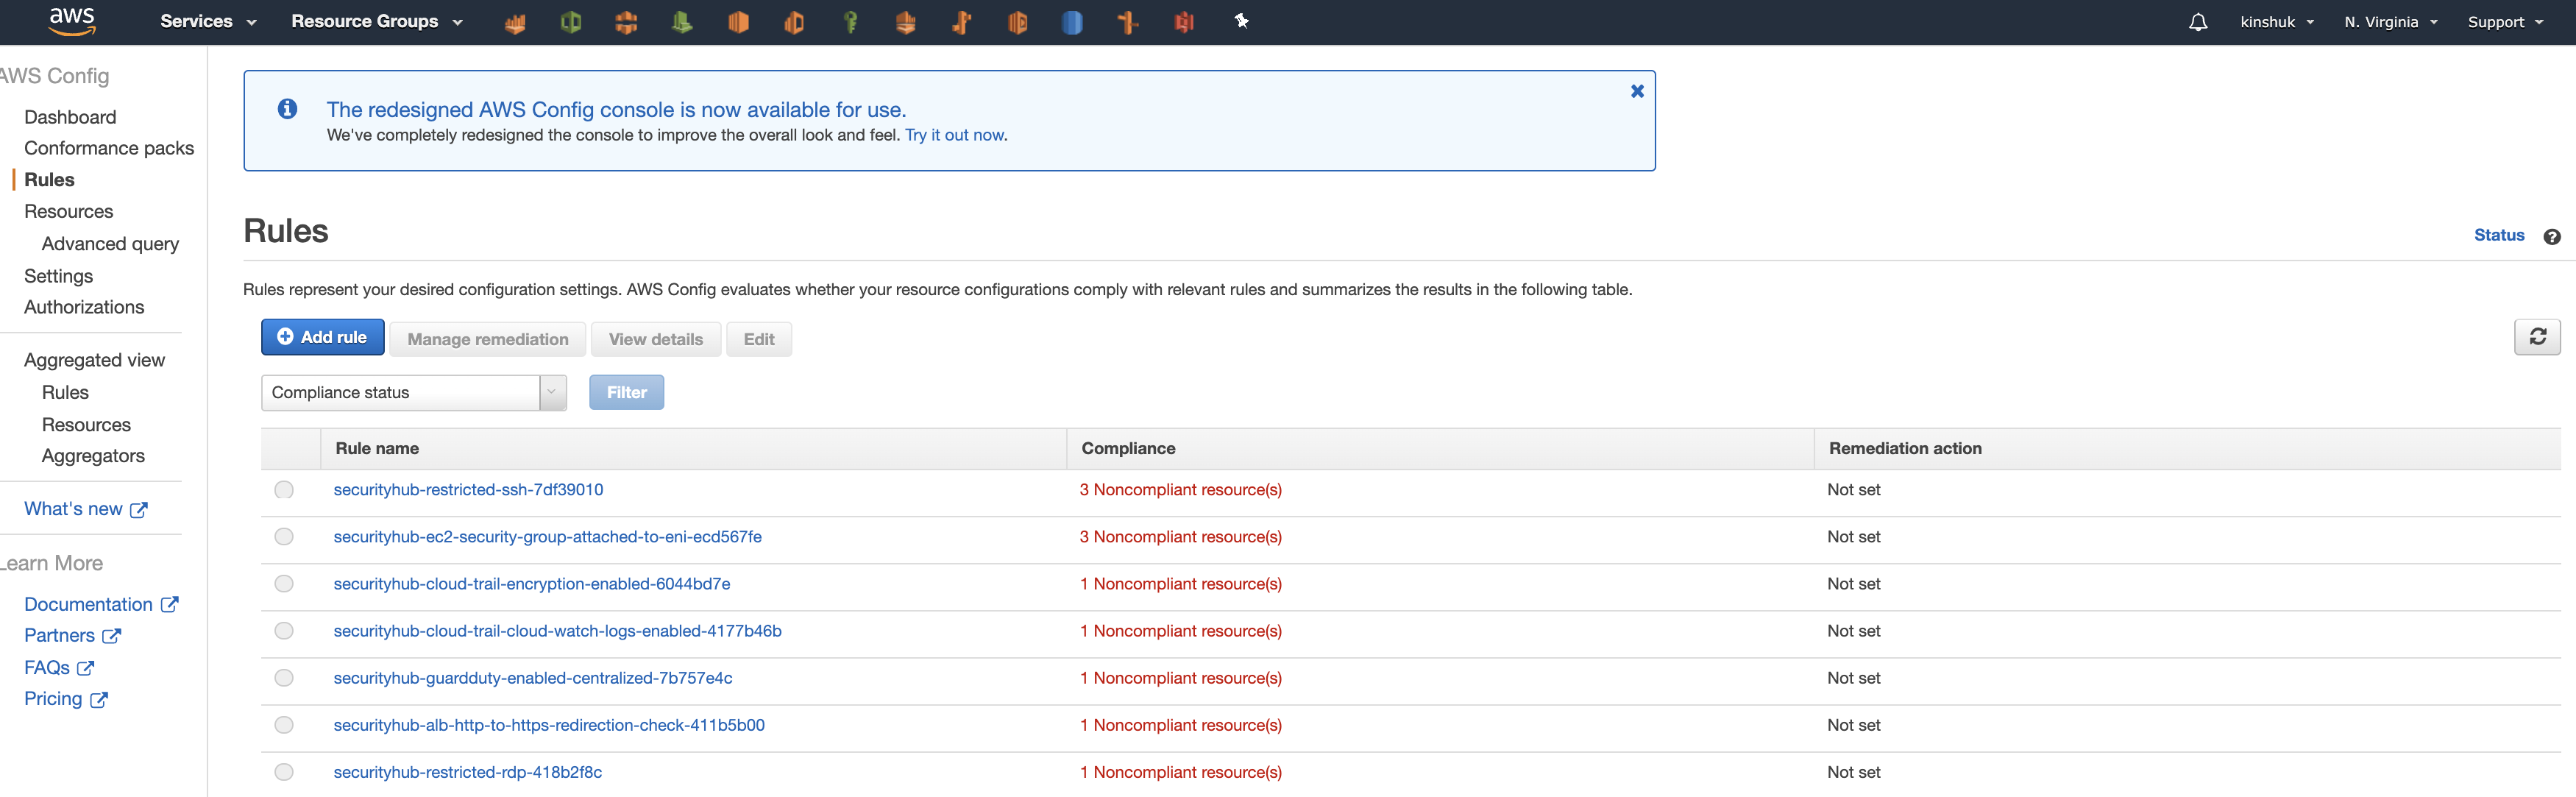 aws
Services
Resource Groups
kinshuk
N. Virginia
Support
AWS Config
Dashboard
Conformance packs
Rules
Resources
Advanced query
Settings
Authorizations
Aggregated view
Rules
Resources
Aggregators
What's new
Learn More
Documentation
Partners
FAQs
Pricing
The redesigned AWS Config console is now available for use.
We've completely redesigned the console to improve the overall look and feel. Try it out now.
Rules
Status
Rules represent your desired configuration settings. AWS Config evaluates whether your resource configurations comply with relevant rules and summarizes the results in the following table.
Add rule
Manage remediation
View details
Edit
Compliance status
Filter
Rule name Compliance Remediation action
securityhub-restricted-ssh-7df39010 3 Noncompliant resource(s) Not set
securityhub-ec2-security-group-attached-to-eni-ecd567fe 3 Noncompliant resource(s) Not set
securityhub-cloud-trail-encryption-enabled-6044bd7e 1 Noncompliant resource(s) Not set
securityhub-cloud-trail-cloud-watch-logs-enabled-4177b46b 1 Noncompliant resource(s) Not set
securityhub-guardduty-enabled-centralized-7b757e4c 1 Noncompliant resource(s) Not set
securityhub-alb-http-to-https-redirection-check-411b5b00 1 Noncompliant resource(s) Not set
securityhub-restricted-rdp-418b2f8c 1 Noncompliant resource(s) Not set